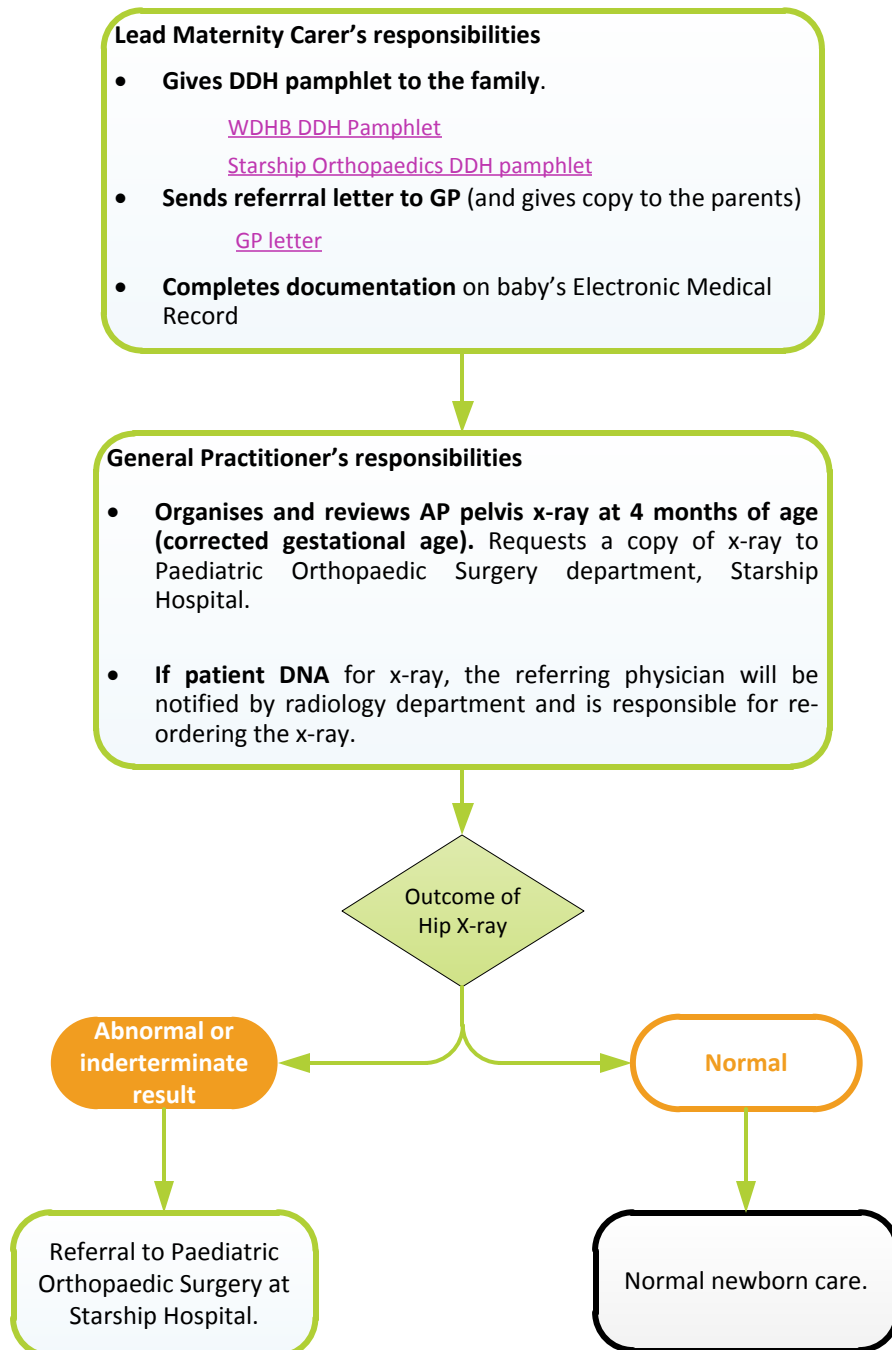 Lead Maternity Carer's responsibilities
• Gives DDH pamphlet to the family.
WDHB DDH Pamphlet
Starship Orthopaedics DDH pamphlet
• Sends referrral letter to GP (and gives copy to the parents)
GP letter
• Completes documentation on baby's Electronic Medical
Record
General Practitioner's responsibilities
• Organises and reviews AP pelvis x-ray at 4 months of age
(corrected gestational age). Requests a copy of x-ray to
Paediatric Orthopaedic Surgery department, Starship
Hospital.
• If patient DNA for x-ray, the referring physician will be
notified by radiology department and is responsible for re-
ordering the x-ray.
Outcome of
Hip X-ray
Abnormal or
inderterminate
result
Normal
Referral to Paediatric
Orthopaedic Surgery at
Starship Hospital.
Normal newborn care.